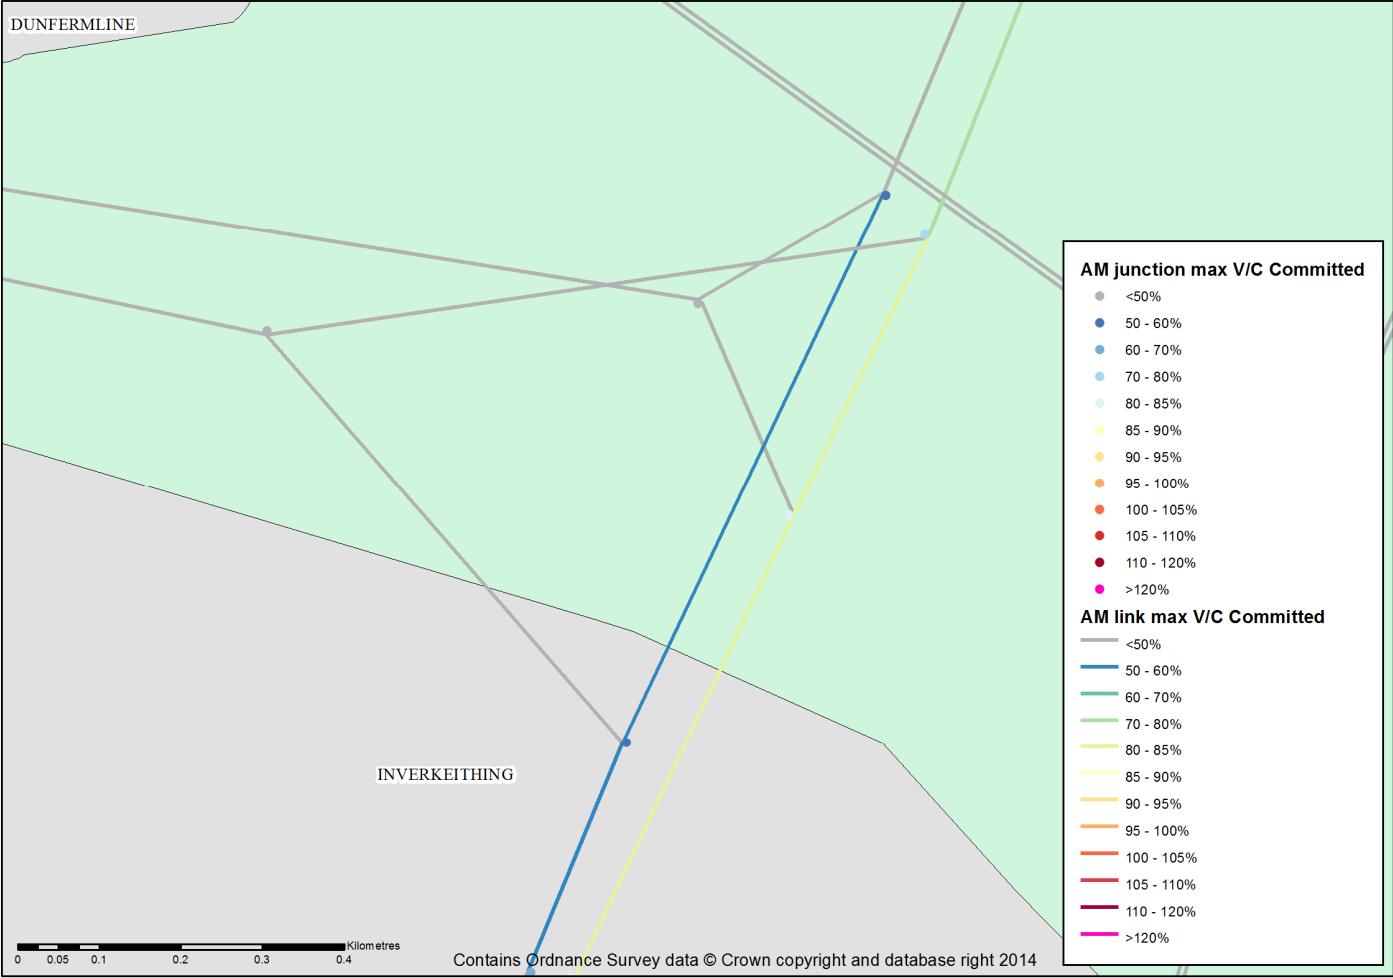 DUNFERMLINE
AM junction max V/C Committed
<50%
50 - 60%
60 - 70%
70 - 80%
80 - 85%
85 - 90%
90 - 95%
95 - 100%
100 - 105%
105 - 110%
110 - 120%
>120%
AM link max V/C Committed
<50%
50 - 60%
60 - 70%
70 - 80%
80 - 85%
85 - 90%
90 - 95%
95 - 100%
100 - 105%
105 - 110%
110 - 120%
>120%
INVERKEITHING
Kilometres
0 0.05 0.1 0.2 0.3 0.4
Contains Ordnance Survey data © Crown copyright and database right 2014